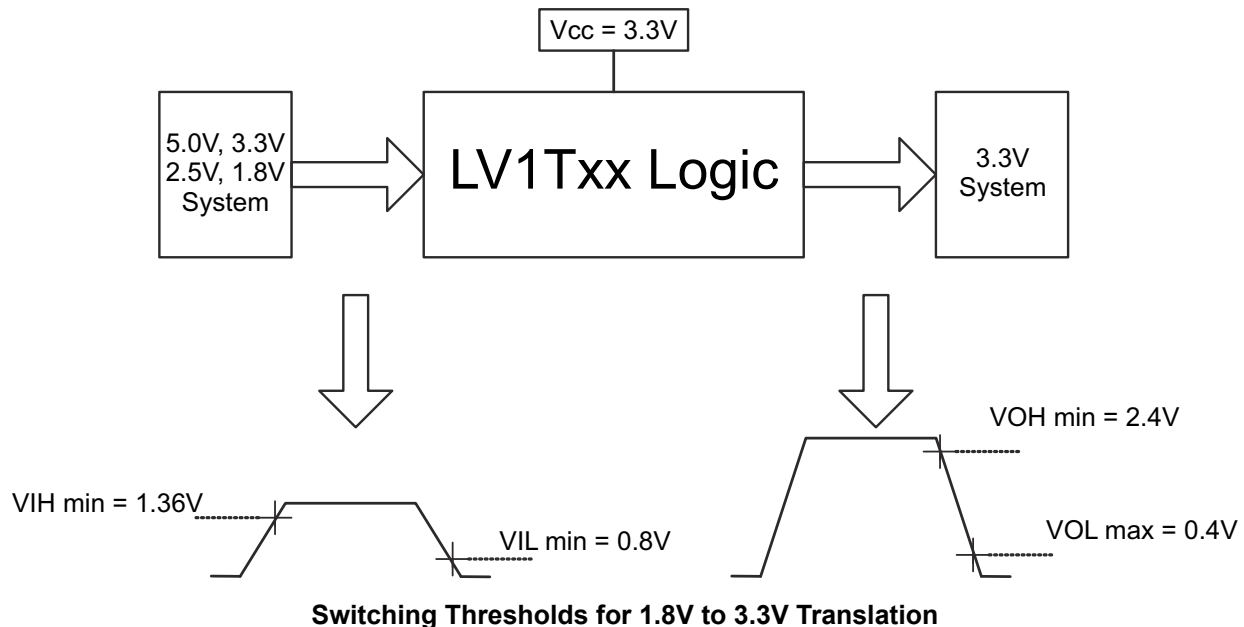 Vcc = 3.3V
5.0V, 3.3V
2.5V, 1.8V
System
LV1Txx Logic
3.3V
System
VIH min = 1.36V
VIL min = 0.8V
VOH min = 2.4V
VOL max = 0.4V
Switching Thresholds for 1.8V to 3.3V Translation